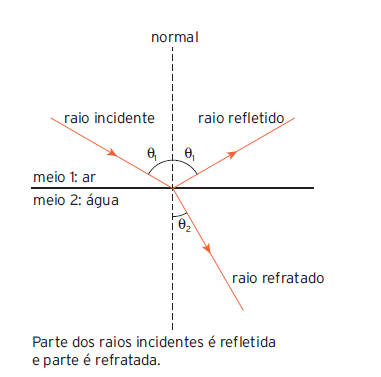 normal
raio incidente
raio refletido
θ1
θ1
meio 1: ar
meio 2: água
θ2
raio refratado
Parte dos raios incidentes é refletida
e parte é refratada.